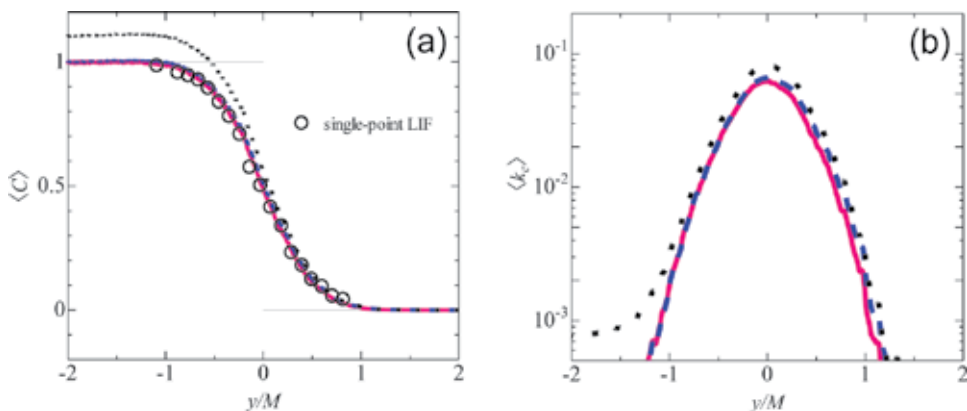 (a)
1
0.5
0
⟨C⟩
single-point LIF
-2
-1
0
1
2
y/M
(b)
10⁻¹
10⁻²
10⁻³
⟨k_c⟩
-2
-1
0
1
2
y/M